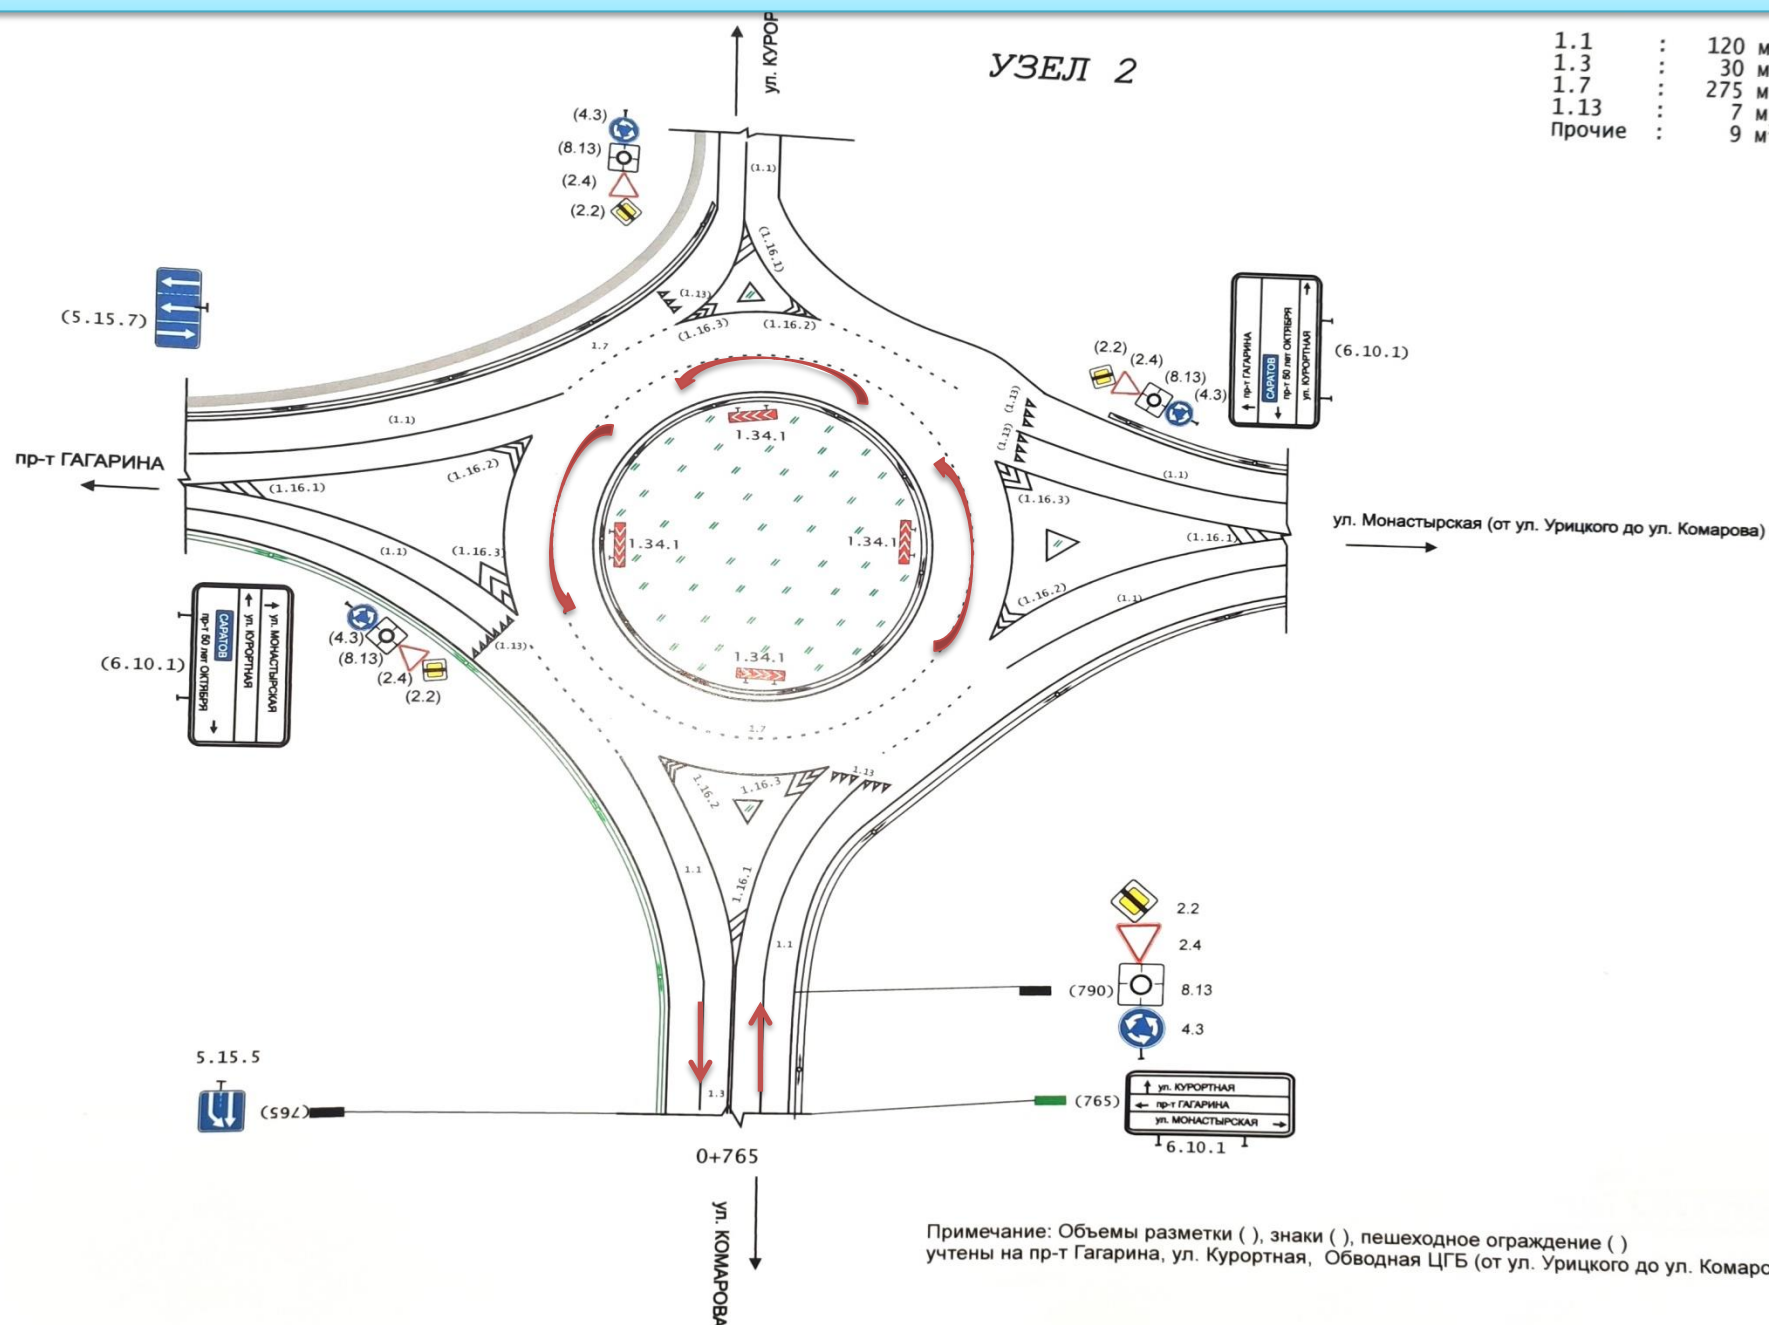 ул. КУРОР
УЗЕЛ 2
1.1 : 120 м
1.3 : 30 м
1.7 : 275 м
1.13 : 7 м
Прочие : 9 м
(4.3)
(8.13)
(2.4)
(2.2)
(1.1)
(1.16.1)
(1.13)
(1.16.3)
(1.16.2)
1.7
(5.15.7)
(2.2)
(2.4)
(8.13)
(4.3)
пр-т ГАГАРИНА
САРАТОВ
пр-т 50 лет ОКТЯБРЯ
ул. КУРОРТНАЯ
(6.10.1)
(1.13)
(1.13)
(1.1)
(1.1)
1.34.1
пр-т ГАГАРИНА
(1.16.1)
(1.16.2)
(1.16.3)
ул. Монастырская (от ул. Урицкого до ул. Комарова)
(1.16.1)
1.34.1
1.34.1
(1.1)
(1.16.3)
(1.16.2)
(1.1)
(6.10.1)
пр-т 50 лет ОКТЯБРЯ
САРАТОВ
ул. КУРОРТНАЯ
ул. МОНАСТЫРСКАЯ
(4.3)
(8.13)
(2.4)
(2.2)
(1.13)
1.34.1
1.7
1.16.2
1.16.3
1.13
1.1
1.16.1
1.1
2.2
2.4
(790)
8.13
4.3
5.15.5
(765)
1.3
(765)
ул. КУРОРТНАЯ
пр-т ГАГАРИНА
ул. МОНАСТЫРСКАЯ
6.10.1
0+765
ул. КОМАРОВА
Примечание: Объемы разметки ( ), знаки ( ), пешеходное ограждение ( )
учтены на пр-т Гагарина, ул. Курортная, Обводная ЦГБ (от ул. Урицкого до ул. Комаро